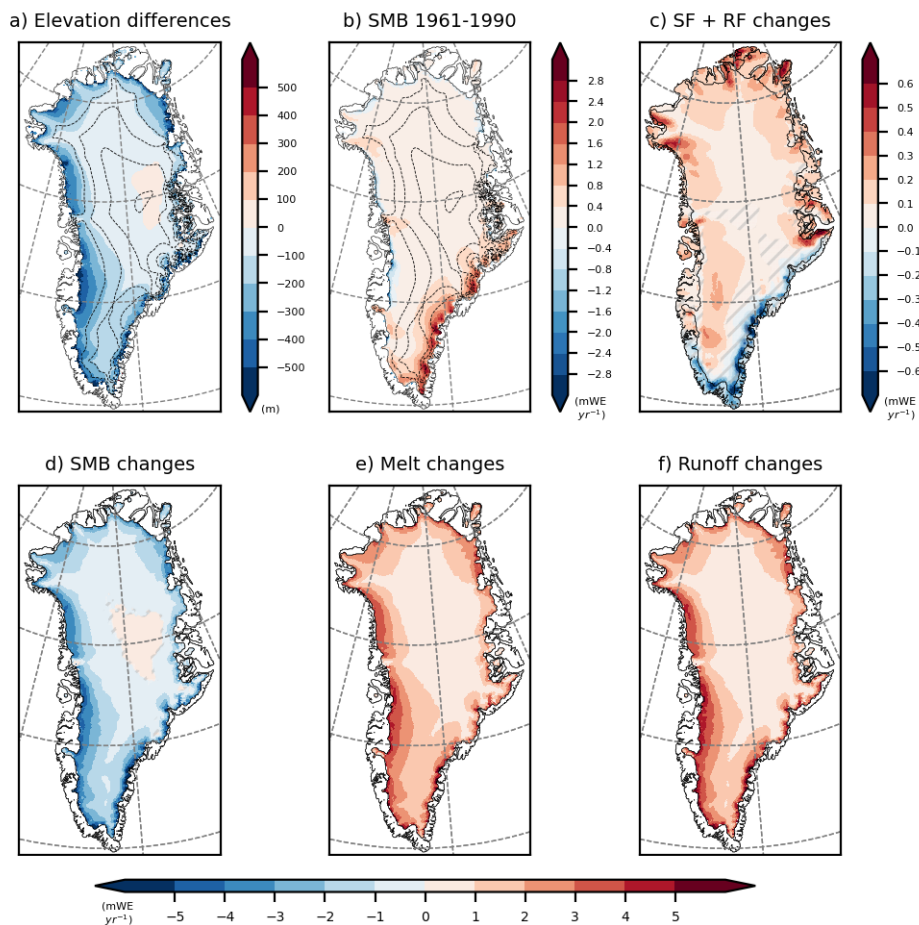 a) Elevation differences
b) SMB 1961-1990
c) SF + RF changes
500
400
300
200
100
0
−100
−200
−300
−400
−500
(m)
2.8
2.4
2.0
1.6
1.2
0.8
0.4
0.0
−0.4
−0.8
−1.2
−1.6
−2.0
−2.4
−2.8
(mWE
yr⁻¹)
0.6
0.5
0.4
0.3
0.2
0.1
0.0
−0.1
−0.2
−0.3
−0.4
−0.5
−0.6
(mWE
yr⁻¹)
d) SMB changes
e) Melt changes
f) Runoff changes
(mWE
yr⁻¹)
−5 −4 −3 −2 −1 0 1 2 3 4 5